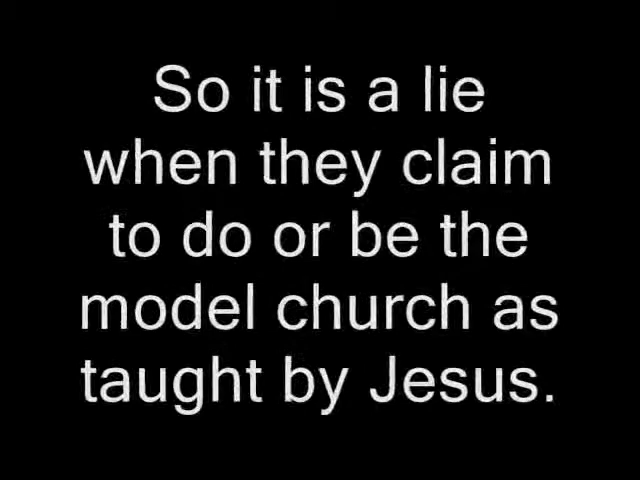 So it is a lie
when they claim
to do or be the
model church as
taught by Jesus.